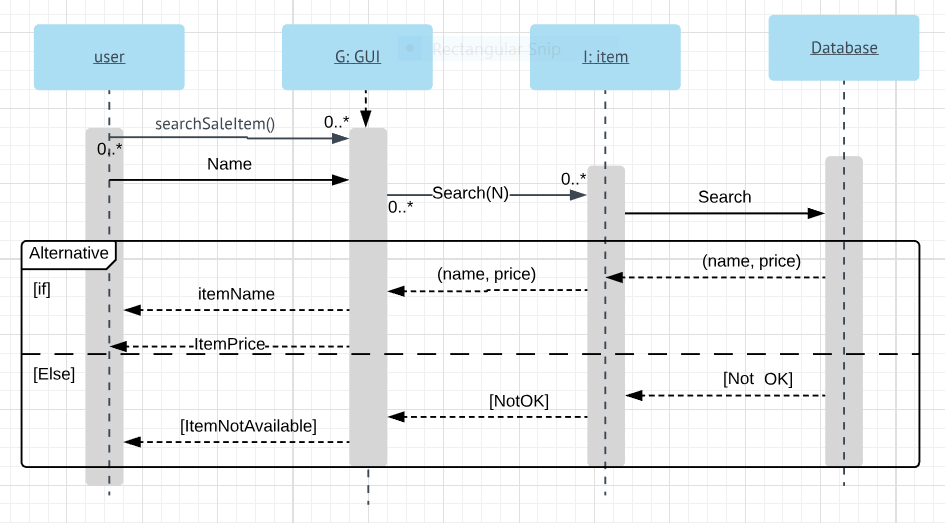 user
G: GUI
Rectangular Snip
I: item
Database
searchSaleItem()
0..*
0..*
Name
0..*
Search(N)
0..*
Search
Alternative
(name, price)
(name, price)
[if]
itemName
ItemPrice
[Else]
[Not OK]
[NotOK]
[ItemNotAvailable]